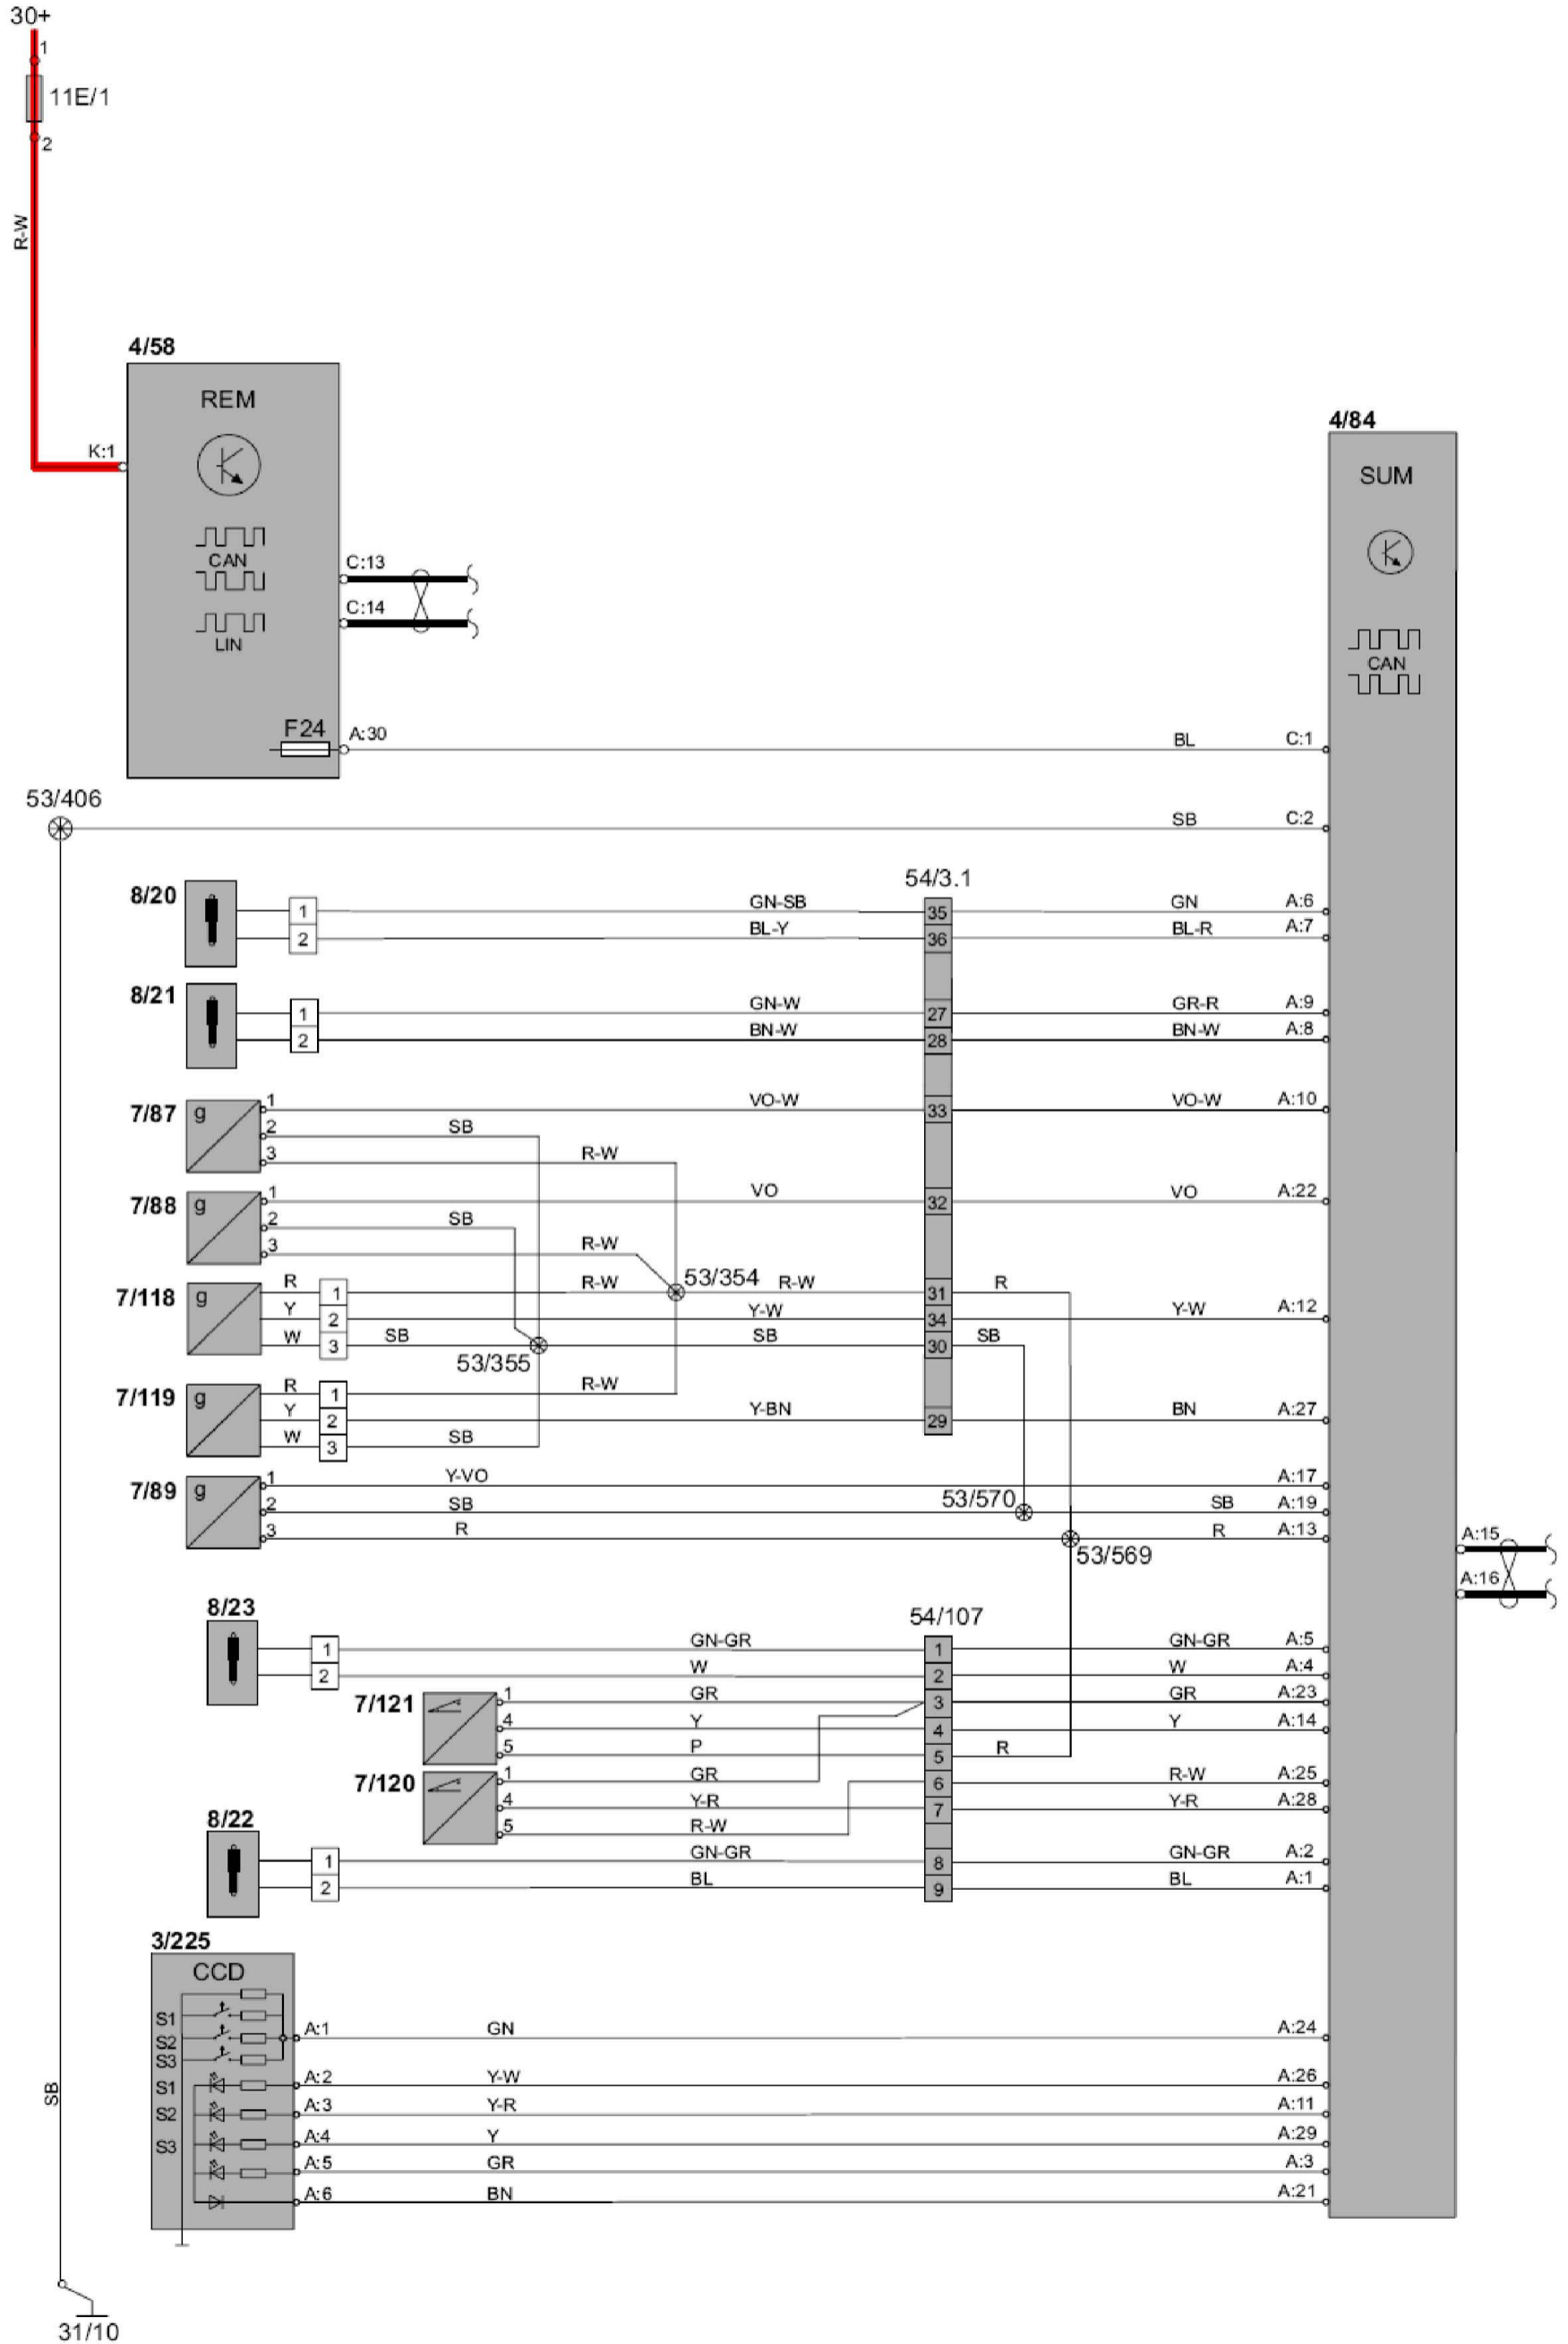 30+
1
11E/1
2
R-W
4/58
REM
K:1
CAN
C:13
C:14
LIN
F24
A:30
4/84
SUM
CAN
BL
C:1
53/406
SB
C:2
8/20
1
2
GN-SB
BL-Y
54/3.1
35
36
GN
A:6
BL-R
A:7
8/21
1
2
GN-W
BN-W
27
28
GR-R
A:9
BN-W
A:8
7/87
g
1
2
3
SB
R-W
VO-W
33
VO-W
A:10
7/88
g
1
2
3
SB
R-W
VO
32
VO
A:22
7/118
g
R
Y
W
1
2
3
SB
R-W
53/354
R-W
Y-W
SB
53/355
31
34
30
R
SB
Y-W
A:12
7/119
g
R
Y
W
1
2
3
R-W
SB
Y-BN
29
BN
A:27
7/89
g
1
2
3
Y-VO
SB
R
53/570
53/569
A:17
SB
A:19
R
A:13
A:15
A:16
8/23
1
2
GN-GR
W
54/107
1
2
GN-GR
A:5
W
A:4
7/121
1
4
5
GR
Y
P
3
4
5
R
GR
A:23
Y
A:14
7/120
1
4
5
GR
Y-R
R-W
6
7
R-W
A:25
Y-R
A:28
8/22
1
2
GN-GR
BL
8
9
GN-GR
A:2
BL
A:1
3/225
CCD
S1
S2
S3
S1
S2
S3
A:1
GN
A:24
A:2
Y-W
A:26
A:3
Y-R
A:11
A:4
Y
A:29
A:5
GR
A:3
A:6
BN
A:21
SB
31/10